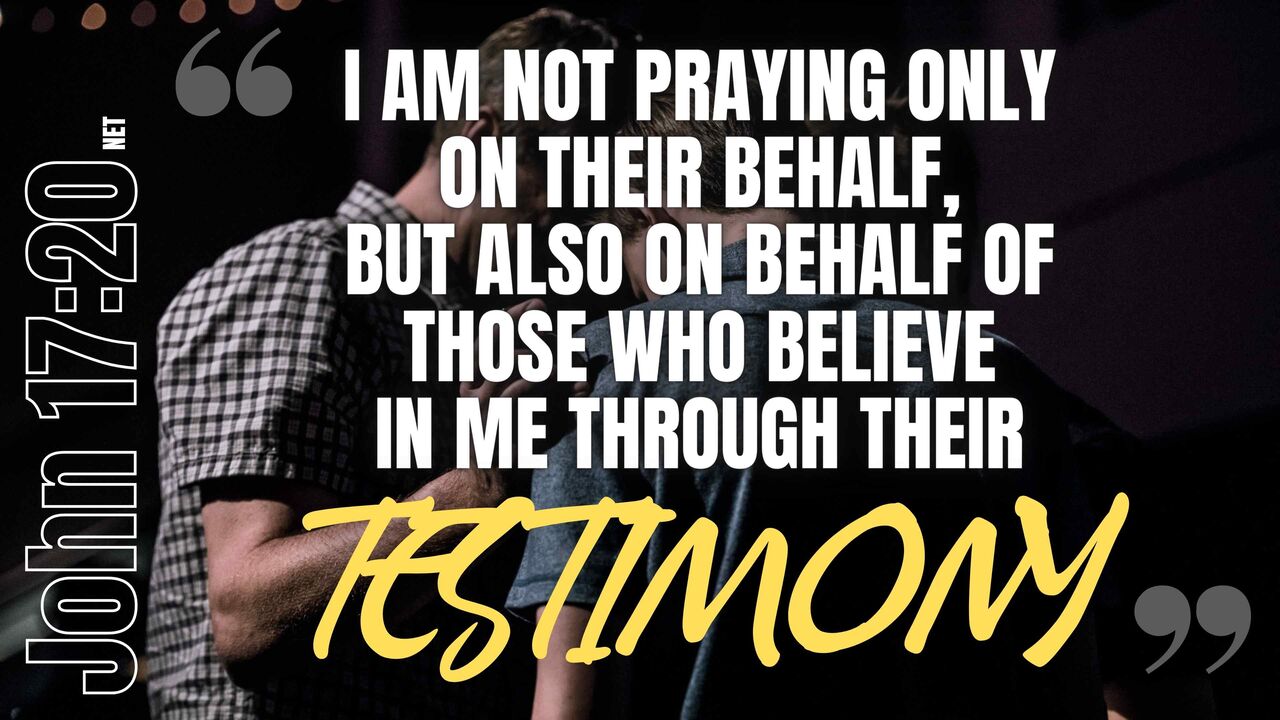 “
I AM NOT PRAYING ONLY
ON THEIR BEHALF,
BUT ALSO ON BEHALF OF
THOSE WHO BELIEVE
IN ME THROUGH THEIR
TESTIMONY
”
John 17:20
NET